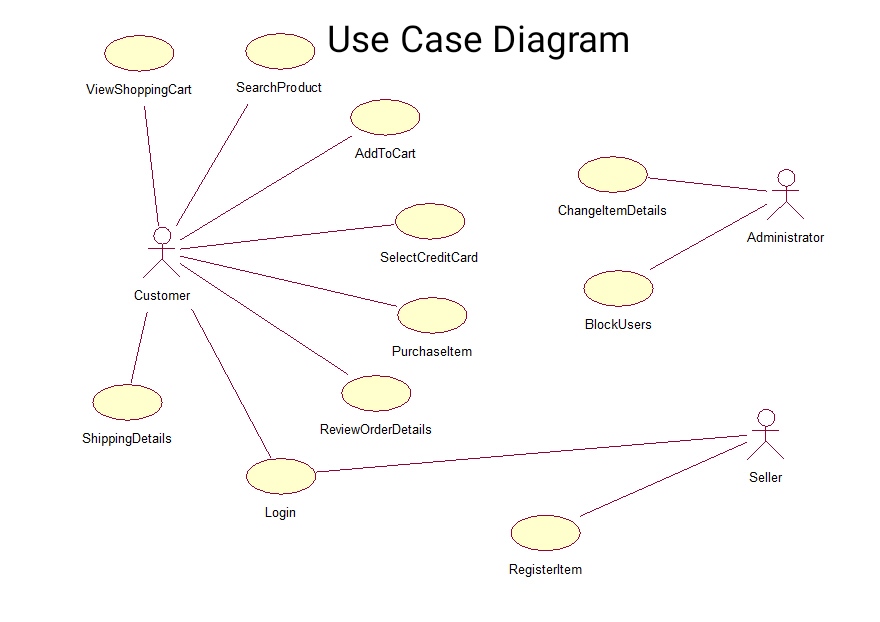 Use Case Diagram
ViewShoppingCart
SearchProduct
AddToCart
ChangeItemDetails
Administrator
SelectCreditCard
Customer
BlockUsers
PurchaseItem
ReviewOrderDetails
ShippingDetails
Seller
Login
RegisterItem